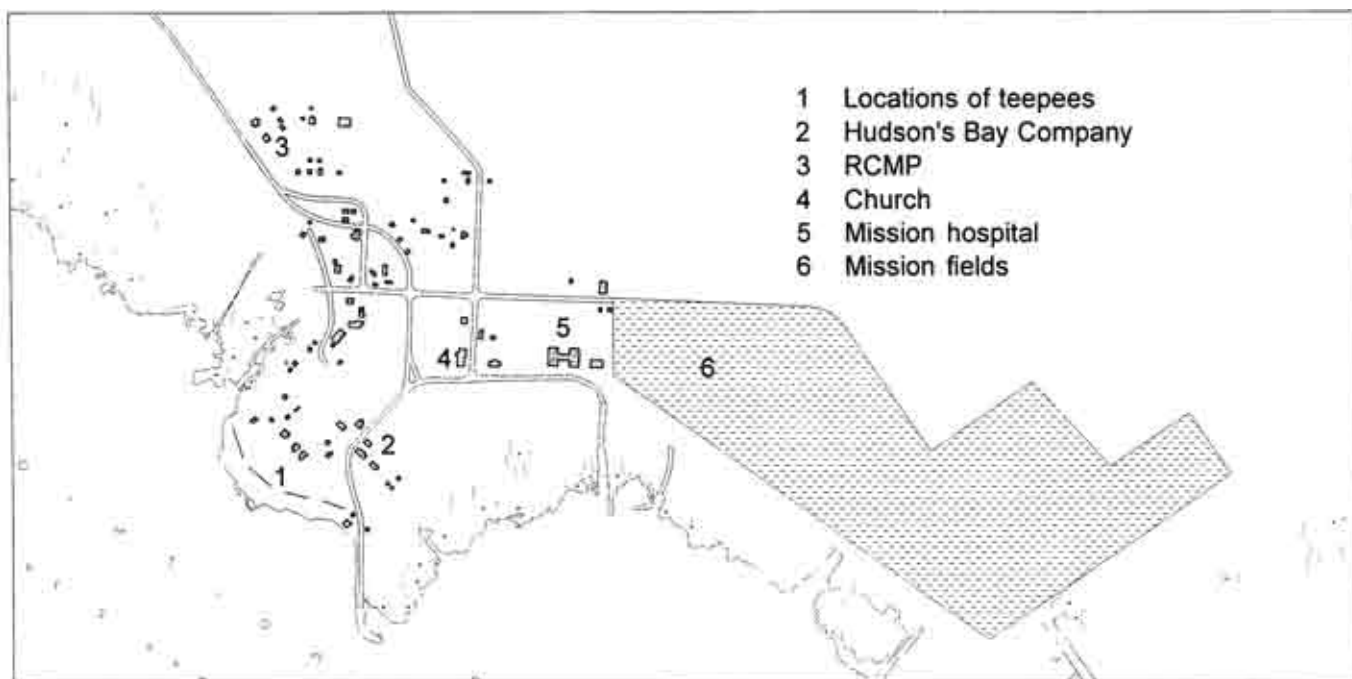 1 Locations of teepees
2 Hudson's Bay Company
3 RCMP
4 Church
5 Mission hospital
6 Mission fields
3
5
4
6
2
1